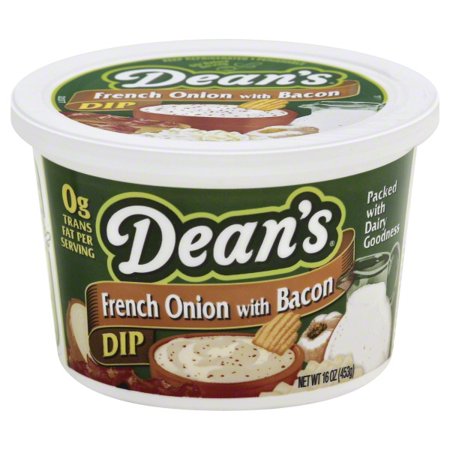 Dean's
French Onion with Bacon
DIP
0g
TRANS
FAT PER
SERVING
Packed
with
Dairy
Goodness
Dean's®
French Onion with Bacon
DIP
NET WT 16 OZ (453g)